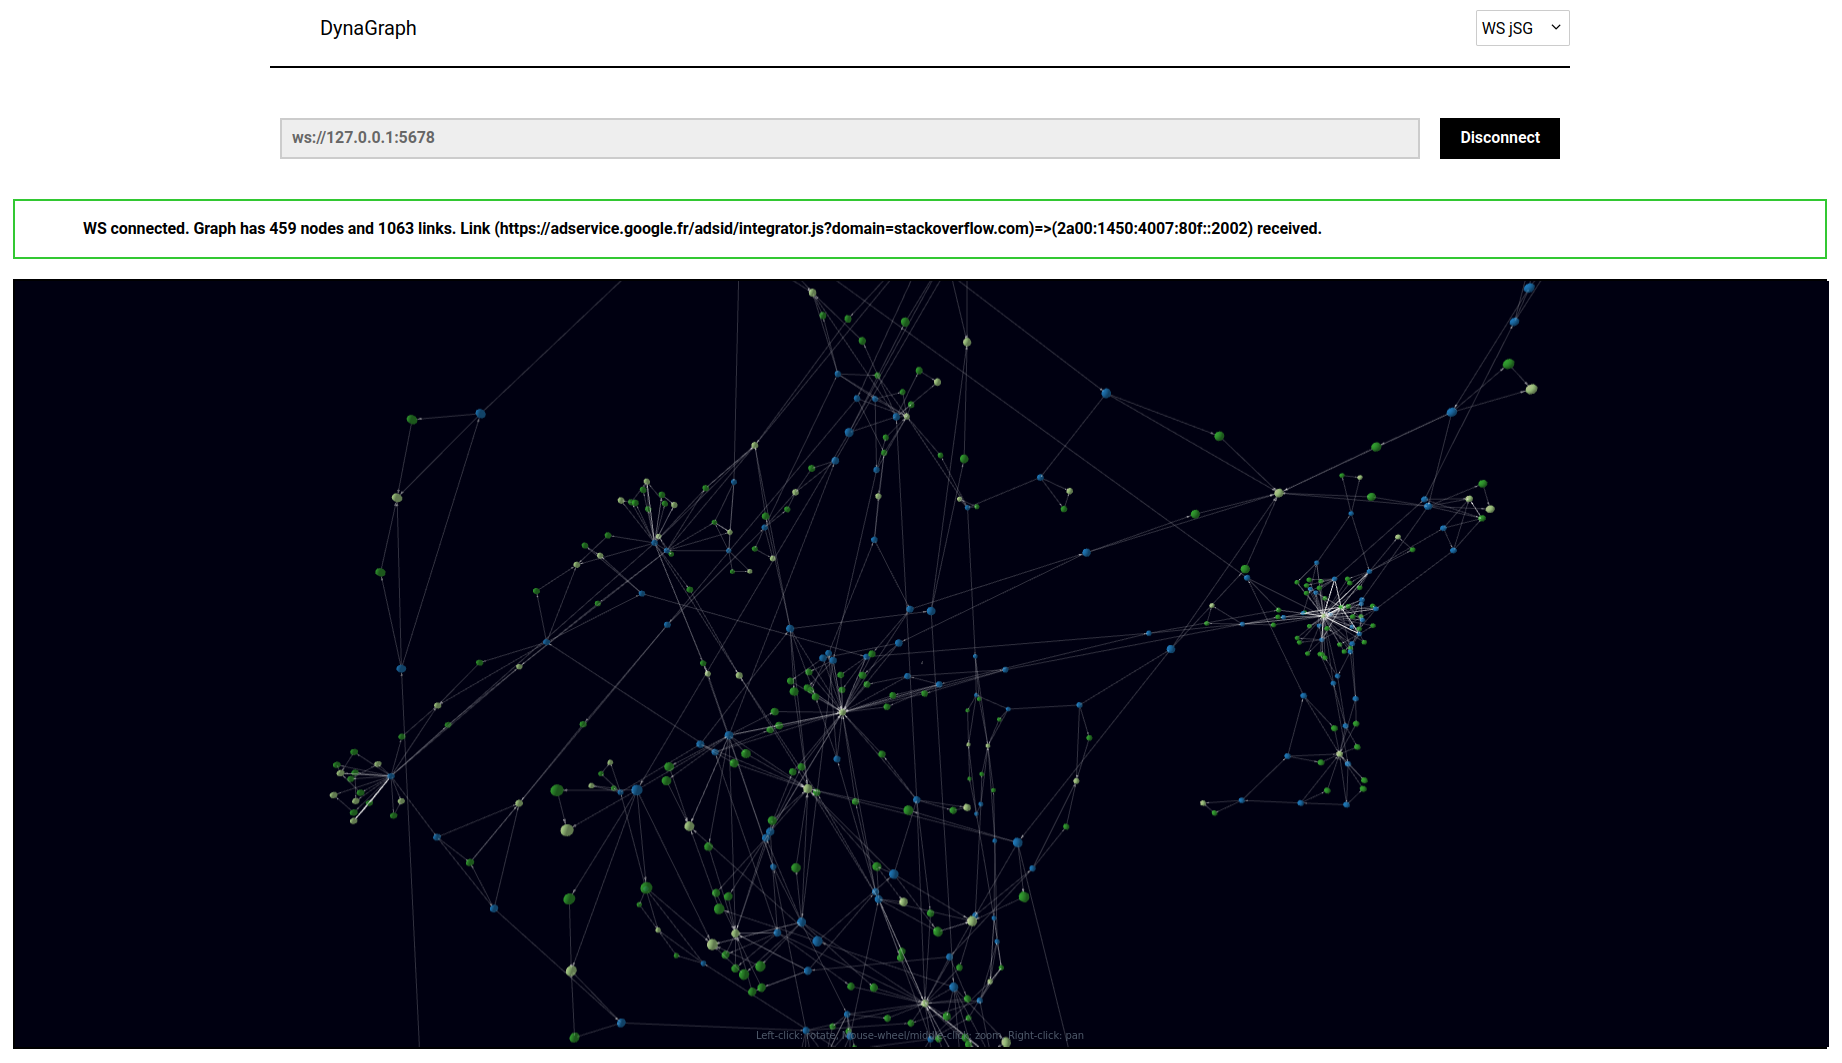 DynaGraph
WS jSG
ws://127.0.0.1:5678
Disconnect
WS connected. Graph has 459 nodes and 1063 links. Link (https://adservice.google.fr/adsid/integrator.js?domain=stackoverflow.com)=>(2a00:1450:4007:80f::2002) received.
Left-click: rotate, Mouse-wheel/middle-click: zoom, Right-click: pan